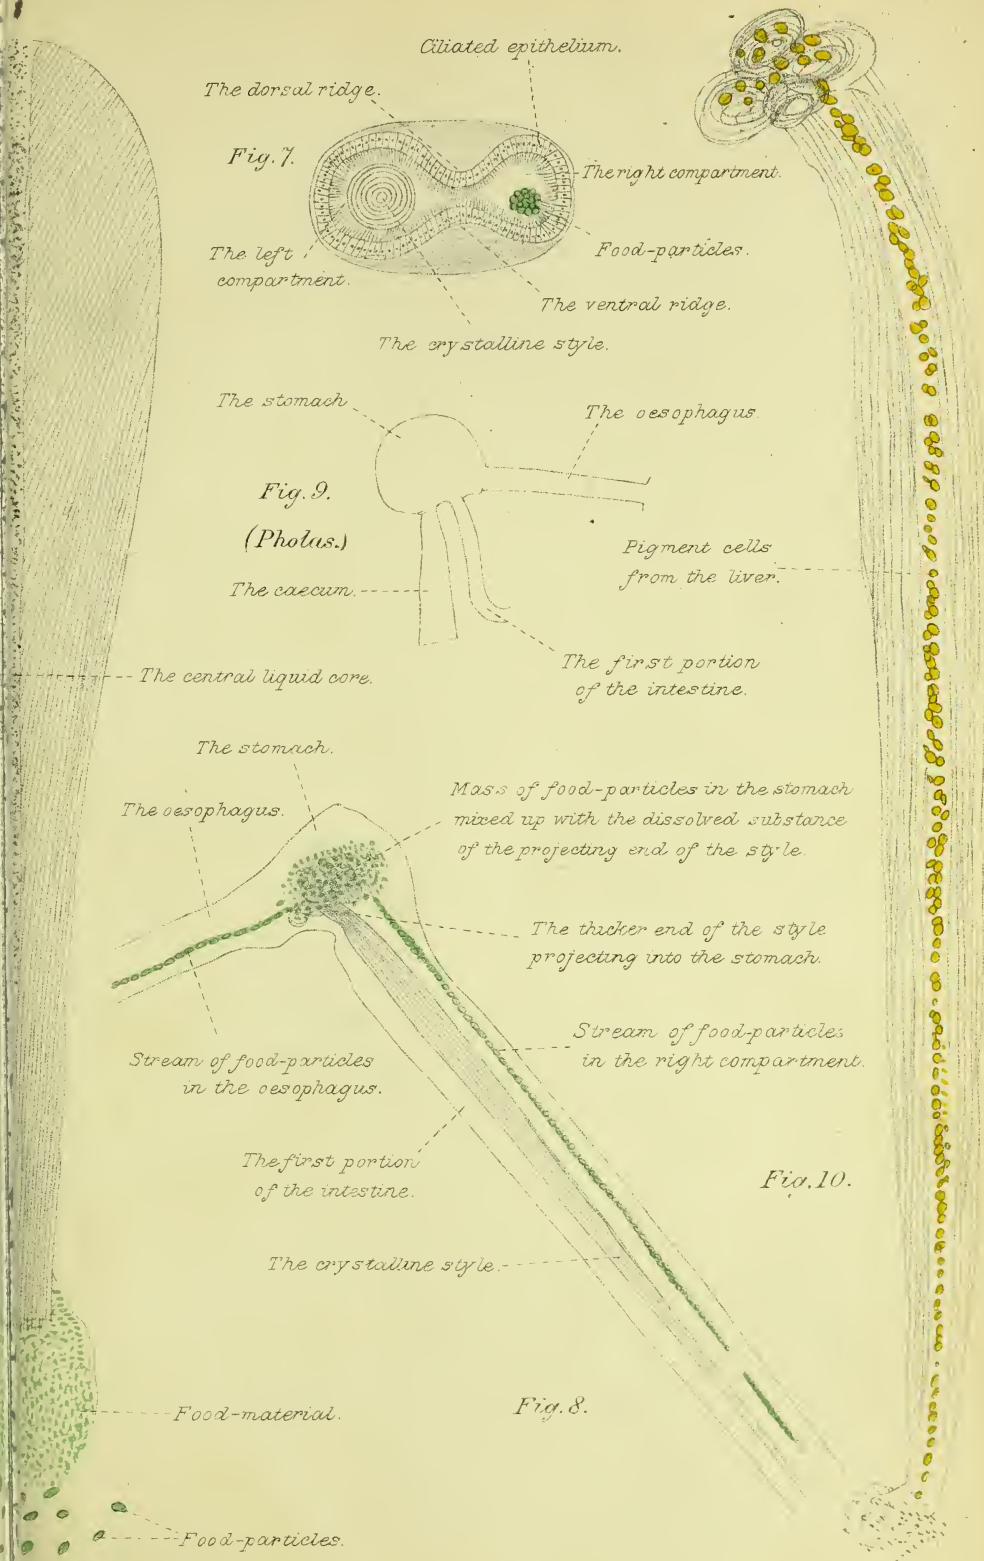 Ciliated epithelium.
The dorsal ridge.
Fig. 7.
The right compartment.
The left
compartment.
Food-particles.
The ventral ridge.
The crystalline style.
The stomach
The oesophagus.
Fig. 9.
(Pholas.)
Pigment cells
from the liver.
The caecum.
The first portion
of the intestine.
The central liquid core.
The stomach.
The oesophagus.
Mass of food-particles in the stomach
mixed up with the dissolved substance
of the projecting end of the style.
The thicker end of the style
projecting into the stomach.
Stream of food-particles
in the oesophagus.
Stream of food-particles
in the right compartment.
The first portion
of the intestine.
Fig. 10.
The crystalline style.
Fig. 8.
Food-material.
Food-particles.